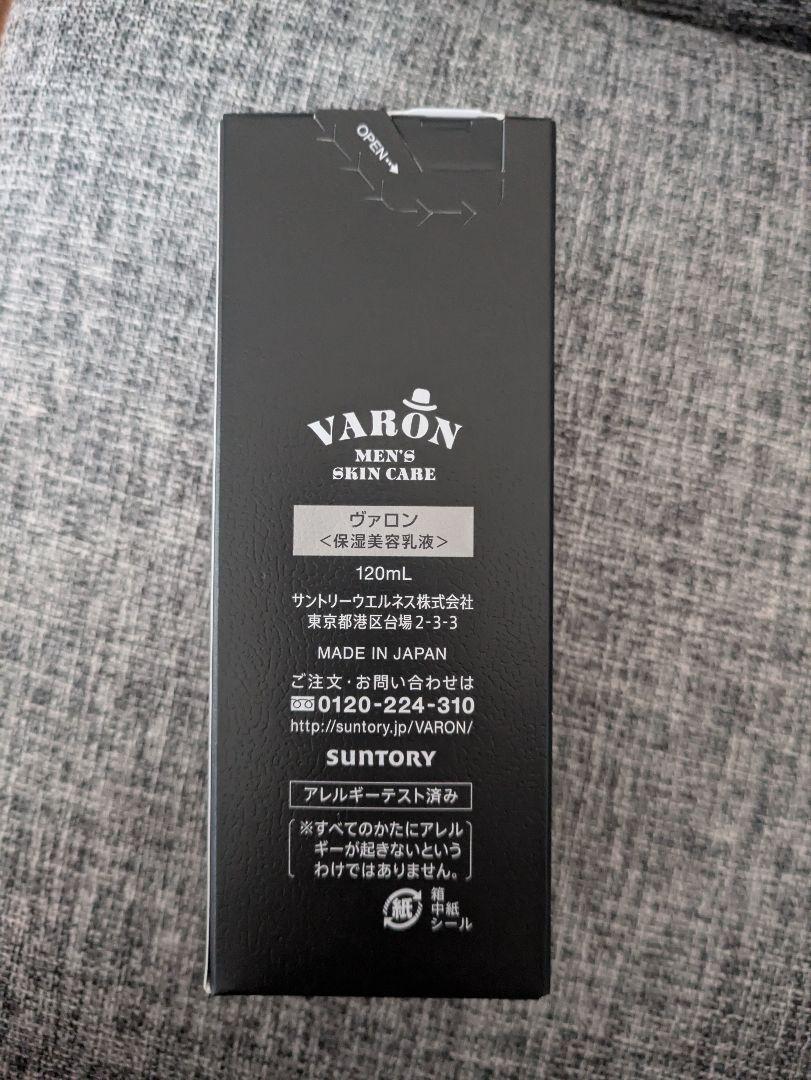 OPEN
VARON
MEN'S
SKIN CARE
ヴァロン
＜保湿美容乳液＞
120mL
サントリーウエルネス株式会社
東京都港区台場2-3-3
MADE IN JAPAN
ご注文・お問い合わせは
0120-224-310
http://suntory.jp/VARON/
SUNTORY
アレルギーテスト済み
※すべてのかたにアレル
ギーが起きないという
わけではありません。
紙
箱
中紙
シール